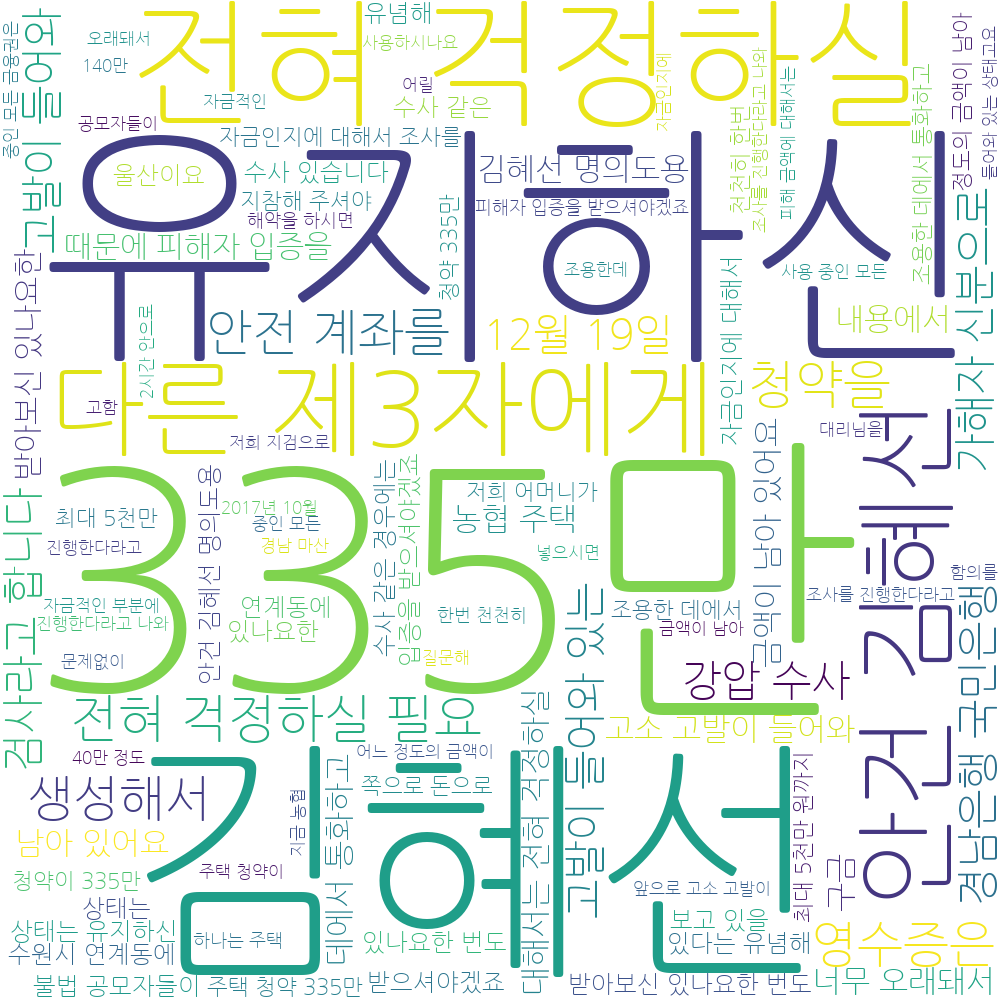 유념해
오래돼서
사용하시나요
전혀 걱정하실
140만
어릴
자금적인
수사 같은
공모자들이
자금인지에 대해서 조사를
울산이요
수사 있습니다
김혜선 명의도용
지참해 주셔야
피해자 입증을 받으셔야겠죠
해약을 하시면
때문에 피해자 입증을
유지하신
조용한데
사용 중인 모든
중인 모든 금융권은
고발이 들어와
자금인지에
천천히 한번
조사를 진행한다라고 나와
피해 금액에 대해서는
조용한 데에서 통화하고
정도의 금액이 남아
들어와 있는 상태고요
청약 335만
안전 계좌를
12월 19일
내용에서
2시간 안으로
받아보신 있나요한
다른 제3자에게
청약을
자금인지에 대해서
가해자 신분으로
고함
저희 지검으로
대리님을
335만
김혜선
안건 김혜선
저희 어머니가
농협 주택
2017년 10월
최대 5천만
중인 모든
진행한다라고
경남 마산
넣으시면
검사라고 합니다
안건 김혜선 명의도용
수사 같은 경우에는
입증을 받으셔야겠죠
금액이 남아 있어요
함의를
조사를 진행한다라고
자금적인 부분에
진행한다라고 나와
연계동에
있나요한
한번 천천히
조용한 데에서
금액이 남아
문제없이
질문해
강압 수사
고발이 들어와 있는
경남은행 국민은행
전혀 걱정하실 필요
고소 고발이 들어와
40만 정도
어느 정도의 금액이
생성해서
쪽으로 돈으로
남아 있어요
지금 농협
데에서 통화하고
대해서는 전혀 걱정하실
최대 5천만 원까지
구금
주택 청약이
청약이 335만
앞으로 고소 고발이
상태는
보고 있을
상태는 유지하신
하나는 주택
있나요한 번도
있다는 유념해
영수증은
수원시 연계동에
불법 공모자들이
주택 청약 335만
받으셔야겠죠
받아보신 있나요한 번도
너무 오래돼서